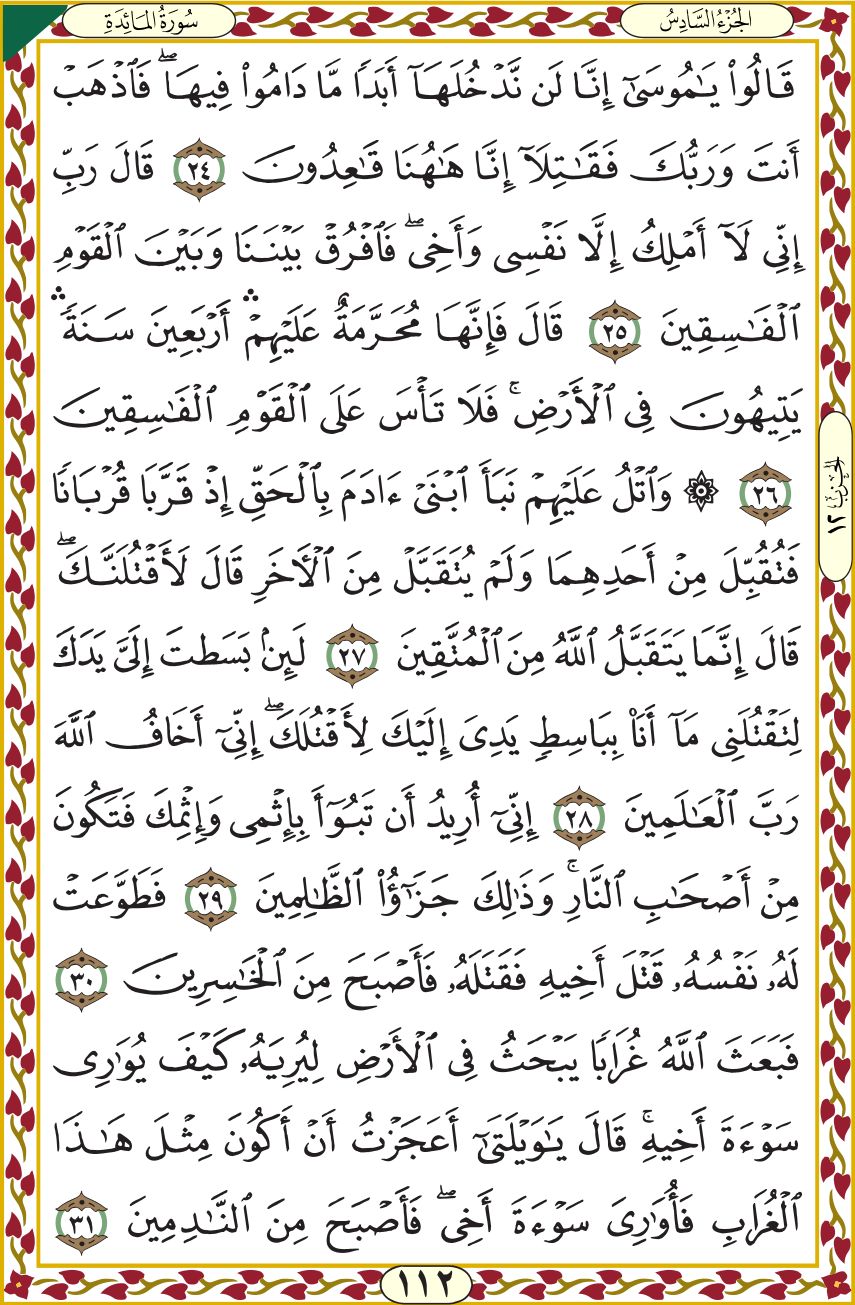 الجُزْءُ السَّادِسُ
سُورَةُ المَائِدَةِ
قَالُوا۟ يَـٰمُوسَىٰٓ إِنَّا لَن نَّدْخُلَهَآ أَبَدًۭا مَّا دَامُوا۟ فِيهَا ۖ فَٱذْهَبْ
أَنتَ وَرَبُّكَ فَقَـٰتِلَآ إِنَّا هَـٰهُنَا قَـٰعِدُونَ ٢٤ قَالَ رَبِّ
إِنِّى لَآ أَمْلِكُ إِلَّا نَفْسِى وَأَخِى ۖ فَٱفْرُقْ بَيْنَنَا وَبَيْنَ ٱلْقَوْمِ
ٱلْفَـٰسِقِينَ ٢٥ قَالَ فَإِنَّهَا مُحَرَّمَةٌ عَلَيْهِمْ ۛ أَرْبَعِينَ سَنَةًۭ ۛ
يَتِيهُونَ فِى ٱلْأَرْضِ ۚ فَلَا تَأْسَ عَلَى ٱلْقَوْمِ ٱلْفَـٰسِقِينَ
٢٦ ۞ وَٱتْلُ عَلَيْهِمْ نَبَأَ ٱبْنَىْ ءَادَمَ بِٱلْحَقِّ إِذْ قَرَّبَا قُرْبَانًۭا
فَتُقُبِّلَ مِنْ أَحَدِهِمَا وَلَمْ يُتَقَبَّلْ مِنَ ٱلْـَٔاخَرِ قَالَ لَأَقْتُلَنَّكَ ۖ
قَالَ إِنَّمَا يَتَقَبَّلُ ٱللَّهُ مِنَ ٱلْمُتَّقِينَ ٢٧ لَئِنۢ بَسَطتَ إِلَىَّ يَدَكَ
لِتَقْتُلَنِى مَآ أَنَا۠ بِبَاسِطٍۢ يَدِىَ إِلَيْكَ لِأَقْتُلَكَ ۖ إِنِّىٓ أَخَافُ ٱللَّهَ
رَبَّ ٱلْعَـٰلَمِينَ ٢٨ إِنِّىٓ أُرِيدُ أَن تَبُوٓأَ بِإِثْمِى وَإِثْمِكَ فَتَكُونَ
مِنْ أَصْحَـٰبِ ٱلنَّارِ ۚ وَذَٰلِكَ جَزَٰٓؤُا۟ ٱلظَّـٰلِمِينَ ٢٩ فَطَوَّعَتْ
لَهُۥ نَفْسُهُۥ قَتْلَ أَخِيهِ فَقَتَلَهُۥ فَأَصْبَحَ مِنَ ٱلْخَـٰسِرِينَ ٣٠
فَبَعَثَ ٱللَّهُ غُرَابًۭا يَبْحَثُ فِى ٱلْأَرْضِ لِيُرِيَهُۥ كَيْفَ يُوَٰرِى
سَوْءَةَ أَخِيهِ ۚ قَالَ يَـٰوَيْلَتَىٰٓ أَعَجَزْتُ أَنْ أَكُونَ مِثْلَ هَـٰذَا
ٱلْغُرَابِ فَأُوَٰرِىَ سَوْءَةَ أَخِى ۖ فَأَصْبَحَ مِنَ ٱلنَّـٰدِمِينَ ٣١
الحِزْب ١٢
١١٢